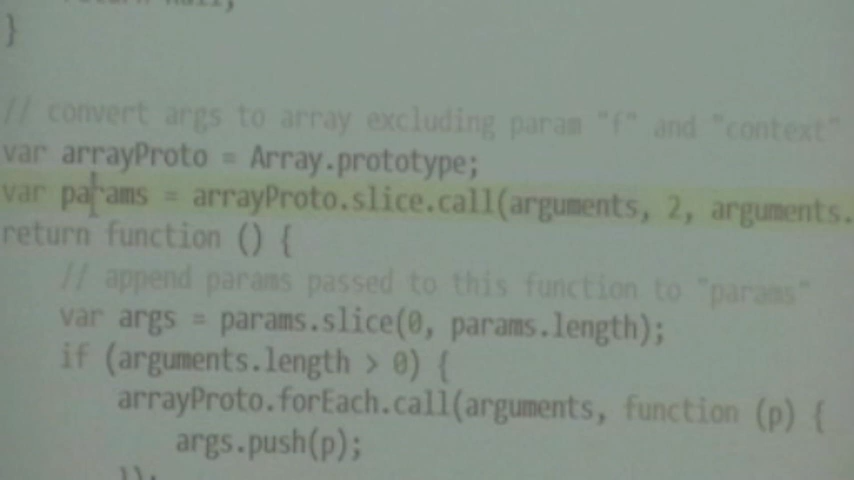 }
// convert args to array excluding param "f" and "context"
var arrayProto = Array.prototype;
var params = arrayProto.slice.call(arguments, 2, arguments.
return function () {
// append params passed to this function to "params"
var args = params.slice(0, params.length);
if (arguments.length > 0) {
arrayProto.forEach.call(arguments, function (p) {
args.push(p);
});